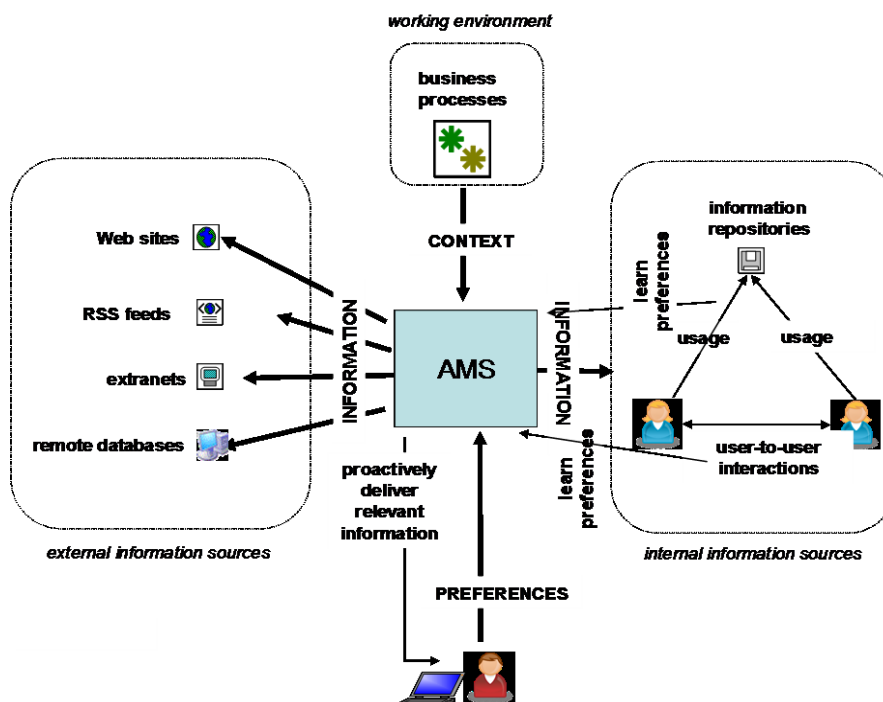 working environment
business
processes
CONTEXT
Web sites
RSS feeds
extranets
remote databases
external information sources
INFORMATION
AMS
INFORMATION
learn
preferences
information
repositories
usage
usage
user-to-user
interactions
learn
preferences
internal information sources
proactively
deliver
relevant
information
PREFERENCES